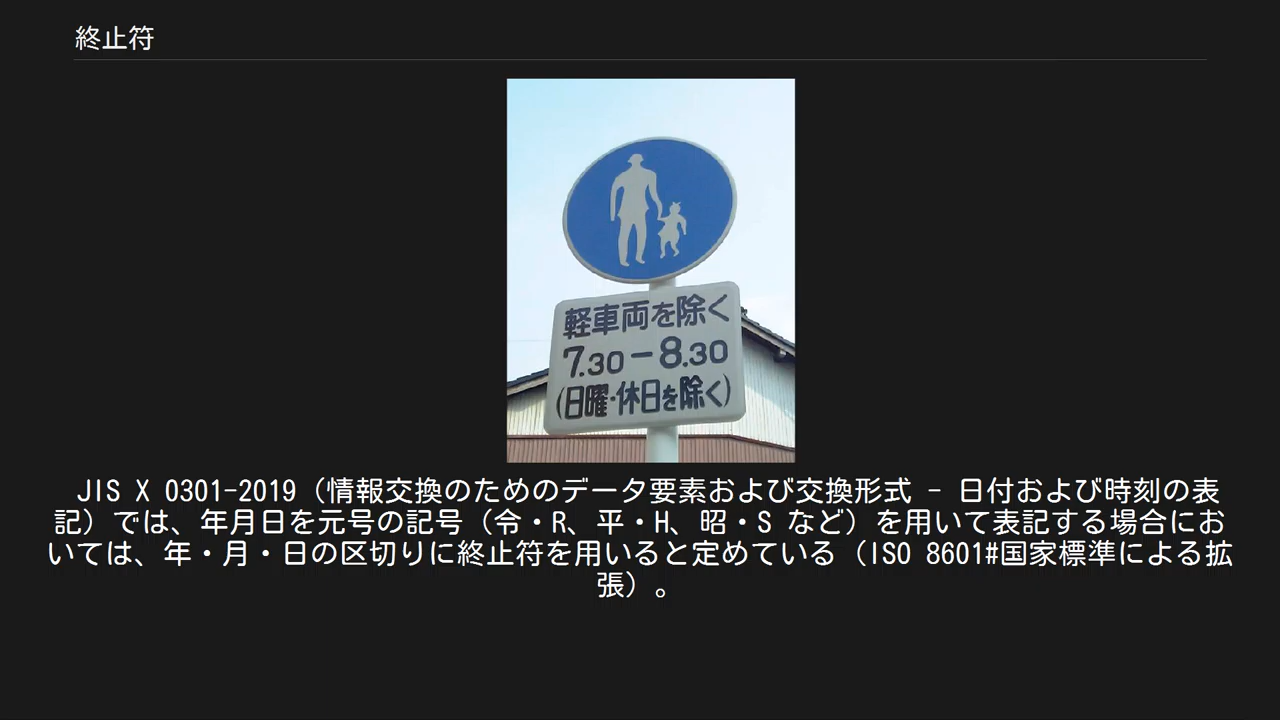 終止符
軽車両を除く
7.30-8.30
(日曜・休日を除く)
JIS X 0301-2019（情報交換のためのデータ要素および交換形式 - 日付および時刻の表
記）では、年月日を元号の記号（令・R、平・H、昭・S など）を用いて表記する場合にお
いては、年・月・日の区切りに終止符を用いると定めている（ISO 8601#国家標準による拡
張）。